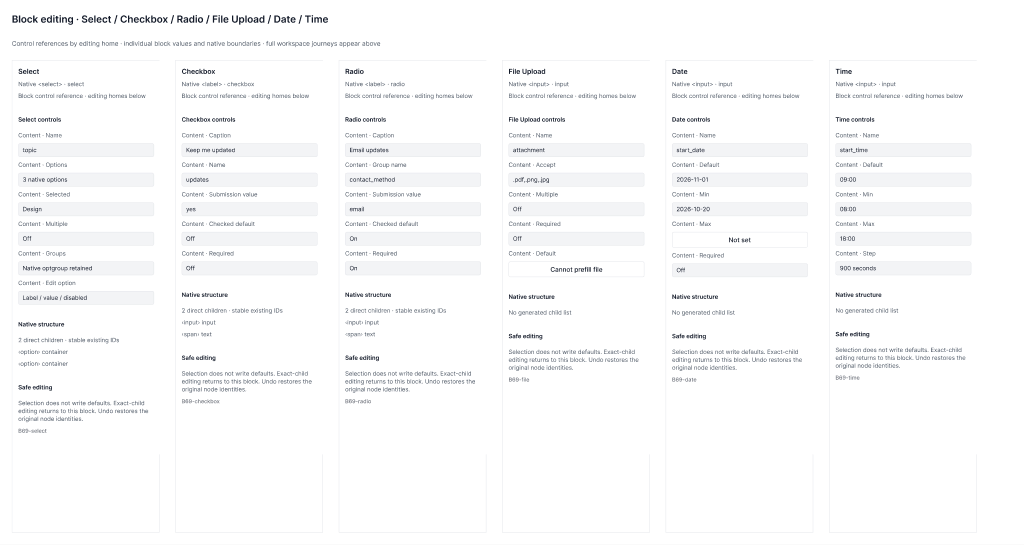 Block editing · Select / Checkbox / Radio / File Upload / Date / Time
Control references by editing home · individual block values and native boundaries · full workspace journeys appear above
Select
Native <select> · select
Block control reference · editing homes below
Select controls
Content · Name
topic
Content · Options
3 native options
Content · Selected
Design
Content · Multiple
Off
Content · Groups
Native optgroup retained
Content · Edit option
Label / value / disabled
Native structure
2 direct children · stable existing IDs
<option> container
<option> container
Safe editing
Selection does not write defaults. Exact-child
editing returns to this block. Undo restores the
original node identities.
B69-select
Checkbox
Native <label> · checkbox
Block control reference · editing homes below
Checkbox controls
Content · Caption
Keep me updated
Content · Name
updates
Content · Submission value
yes
Content · Checked default
Off
Content · Required
Off
Native structure
2 direct children · stable existing IDs
<input> input
<span> text
Safe editing
Selection does not write defaults. Exact-child
editing returns to this block. Undo restores the
original node identities.
B69-checkbox
Radio
Native <label> · radio
Block control reference · editing homes below
Radio controls
Content · Caption
Email updates
Content · Group name
contact_method
Content · Submission value
email
Content · Checked default
On
Content · Required
On
Native structure
2 direct children · stable existing IDs
<input> input
<span> text
Safe editing
Selection does not write defaults. Exact-child
editing returns to this block. Undo restores the
original node identities.
B69-radio
File Upload
Native <input> · input
Block control reference · editing homes below
File Upload controls
Content · Name
attachment
Content · Accept
.pdf,.png,.jpg
Content · Multiple
Off
Content · Required
Off
Content · Default
Cannot prefill file
Native structure
No generated child list
Safe editing
Selection does not write defaults. Exact-child
editing returns to this block. Undo restores the
original node identities.
B69-file
Date
Native <input> · input
Block control reference · editing homes below
Date controls
Content · Name
start_date
Content · Default
2026-11-01
Content · Min
2026-10-20
Content · Max
Not set
Content · Required
Off
Native structure
No generated child list
Safe editing
Selection does not write defaults. Exact-child
editing returns to this block. Undo restores the
original node identities.
B69-date
Time
Native <input> · input
Block control reference · editing homes below
Time controls
Content · Name
start_time
Content · Default
09:00
Content · Min
08:00
Content · Max
18:00
Content · Step
900 seconds
Native structure
No generated child list
Safe editing
Selection does not write defaults. Exact-child
editing returns to this block. Undo restores the
original node identities.
B69-time